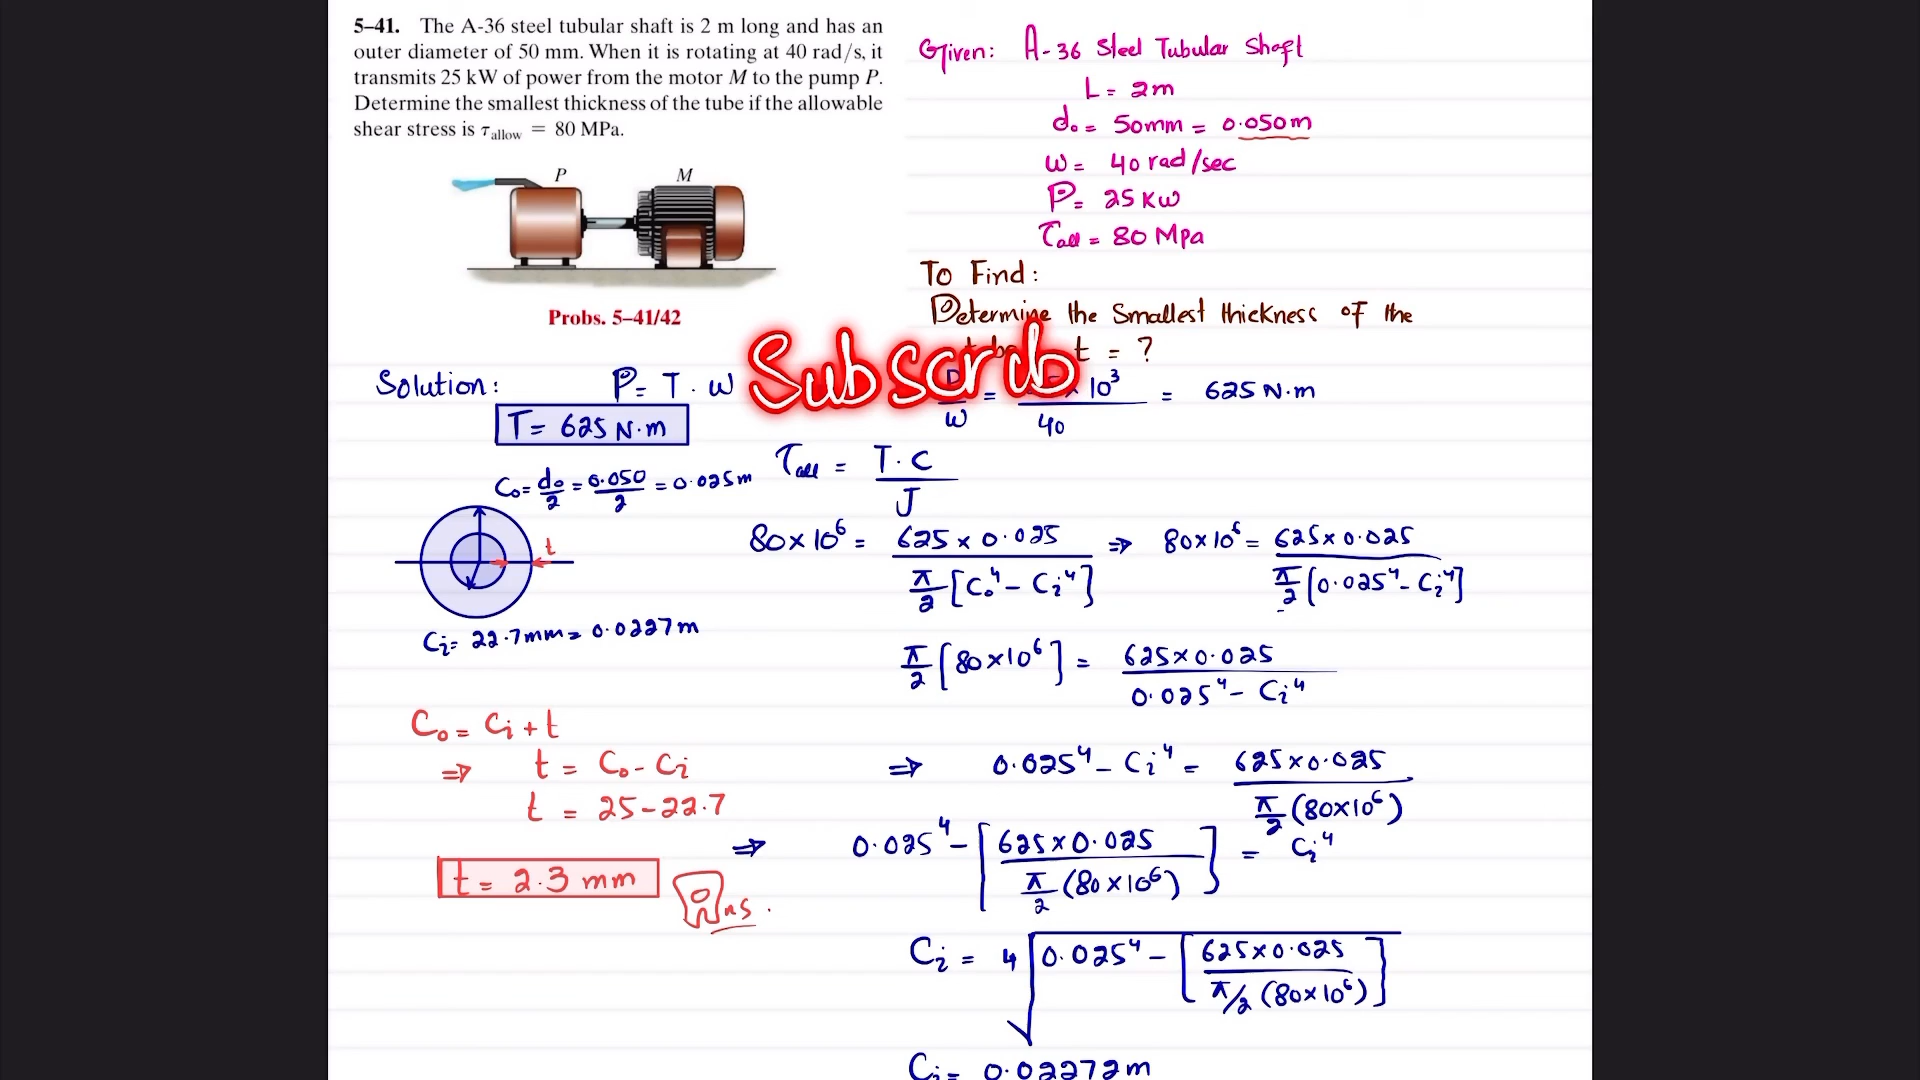 5–41. The A-36 steel tubular shaft is 2 m long and has an
outer diameter of 50 mm. When it is rotating at 40 rad/s, it
transmits 25 kW of power from the motor M to the pump P.
Determine the smallest thickness of the tube if the allowable
shear stress is τallow = 80 MPa.
P
M
Probs. 5–41/42
Given: A-36 Steel Tubular Shaft
L = 2m
do = 50mm = 0.050m
ω = 40 rad/sec
P = 25 KW
τall = 80 Mpa
To Find:
Determine the Smallest thickness of the
t = ?
Subscrib
Solution: P = T · ω
ω = 10³ / 40 = 625 N·m
T = 625 N·m
Co = do/2 = 0.050/2 = 0.025m
τall = T·C / J
t
Ci = 22.7mm = 0.0227m
80×10⁶ = 625 × 0.025 / π/2 [Co⁴ - Ci⁴] ⇒ 80×10⁶ = 625×0.025 / π/2 [0.025⁴ - Ci⁴]
π/2 [80×10⁶] = 625×0.025 / 0.025⁴ - Ci⁴
⇒ 0.025⁴ - Ci⁴ = 625×0.025 / π/2 (80×10⁶)
⇒ 0.025⁴ - [625×0.025 / π/2 (80×10⁶)] = Ci⁴
Ci = ⁴√0.025⁴ - [625×0.025 / π/2 (80×10⁶)]
Ci = 0.02272m
Co = Ci + t
⇒ t = Co - Ci
t = 25 - 22.7
t = 2.3 mm